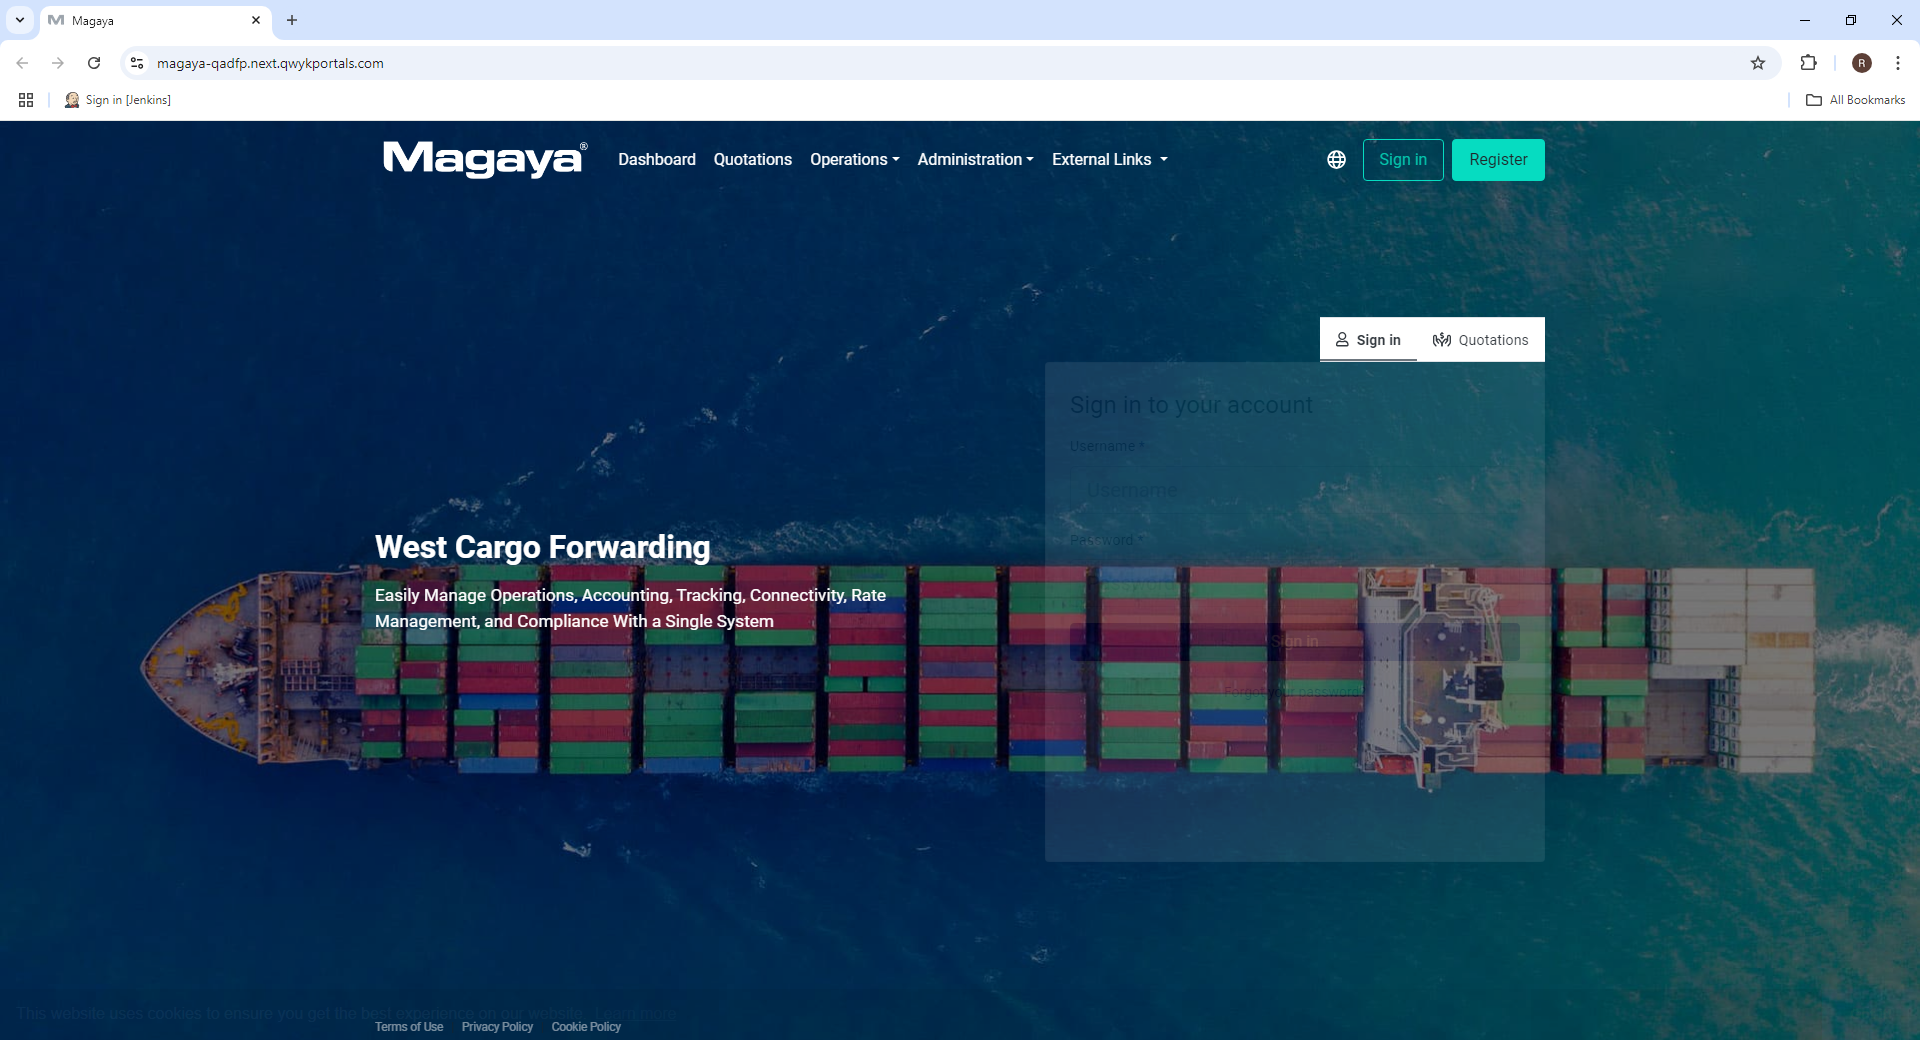 Magaya
magaya-qadfp.next.qwykportals.com
R
Sign in [Jenkins]
All Bookmarks
Magaya®
Dashboard
Quotations
Operations
Administration
External Links
Sign in
Register
Sign in
Quotations
Sign in to your account
Username *
Username
Password *
West Cargo Forwarding
Easily Manage Operations, Accounting, Tracking, Connectivity, Rate
Management, and Compliance With a Single System
Sign in
Forgot your password
This website uses cookies to ensure you get the best experience on our website. Learn more
Terms of Use
Privacy Policy
Cookie Policy